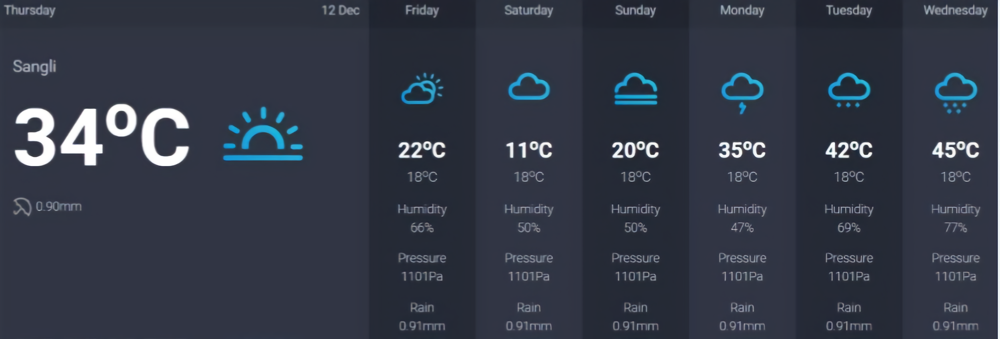 Thursday 12 Dec
Sangli
34°C
0.90mm
Friday
22°C
18°C
Humidity
66%
Pressure
1101Pa
Rain
0.91mm
Saturday
11°C
18°C
Humidity
50%
Pressure
1101Pa
Rain
0.91mm
Sunday
20°C
18°C
Humidity
50%
Pressure
1101Pa
Rain
0.91mm
Monday
35°C
18°C
Humidity
47%
Pressure
1101Pa
Rain
0.91mm
Tuesday
42°C
18°C
Humidity
69%
Pressure
1101Pa
Rain
0.91mm
Wednesday
45°C
18°C
Humidity
77%
Pressure
1101Pa
Rain
0.91mm